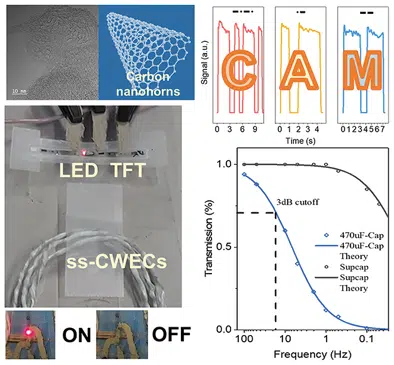 10 nm
Carbon
nanohorns
LED TFT
ss-CWECs
ON
OFF
Signal (a.u.)
C A M
0 3 6 9
0 2 4
0 1 2 3 4 5 6 7
Time (s)
Transmission (%)
1.0
0.5
0.0
3dB cutoff
470uF-Cap
470uF-Cap
Theory
Supcap
Supcap
Theory
100 10 1 0.1
Frequency (Hz)